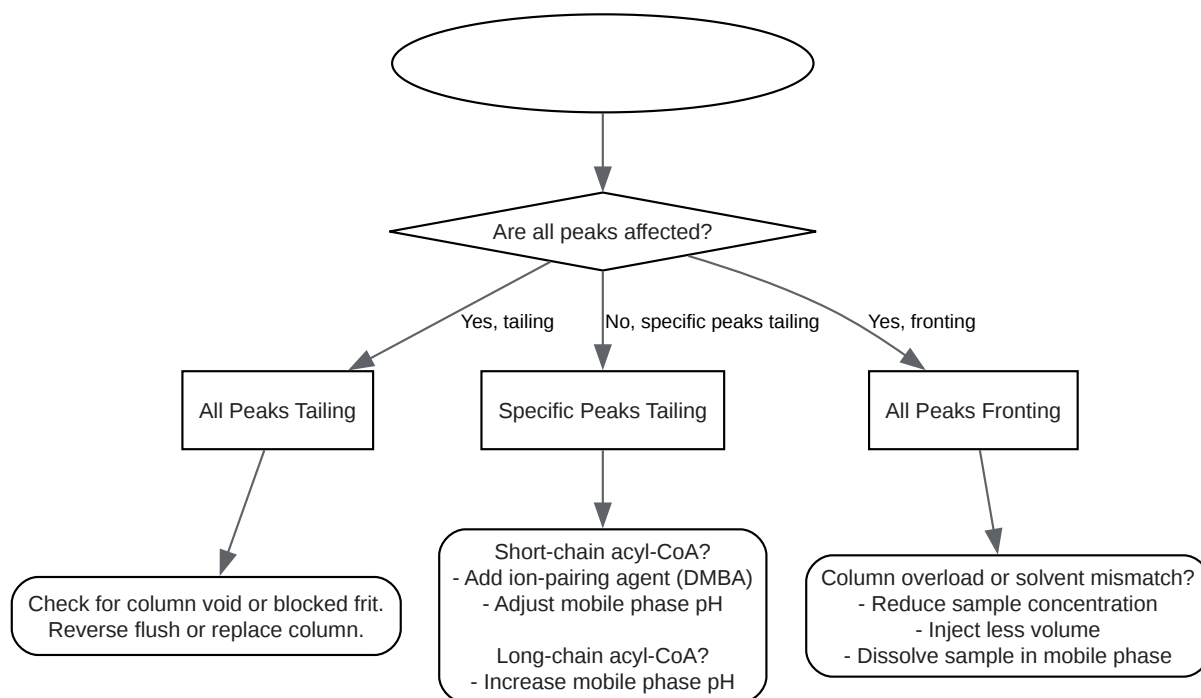 Are all peaks affected?
Yes, tailing
No, specific peaks tailing
Yes, fronting
All Peaks Tailing
Specific Peaks Tailing
All Peaks Fronting
Check for column void or blocked frit.
Reverse flush or replace column.
Short-chain acyl-CoA?
- Add ion-pairing agent (DMBA)
- Adjust mobile phase pH
Long-chain acyl-CoA?
- Increase mobile phase pH
Column overload or solvent mismatch?
- Reduce sample concentration
- Inject less volume
- Dissolve sample in mobile phase